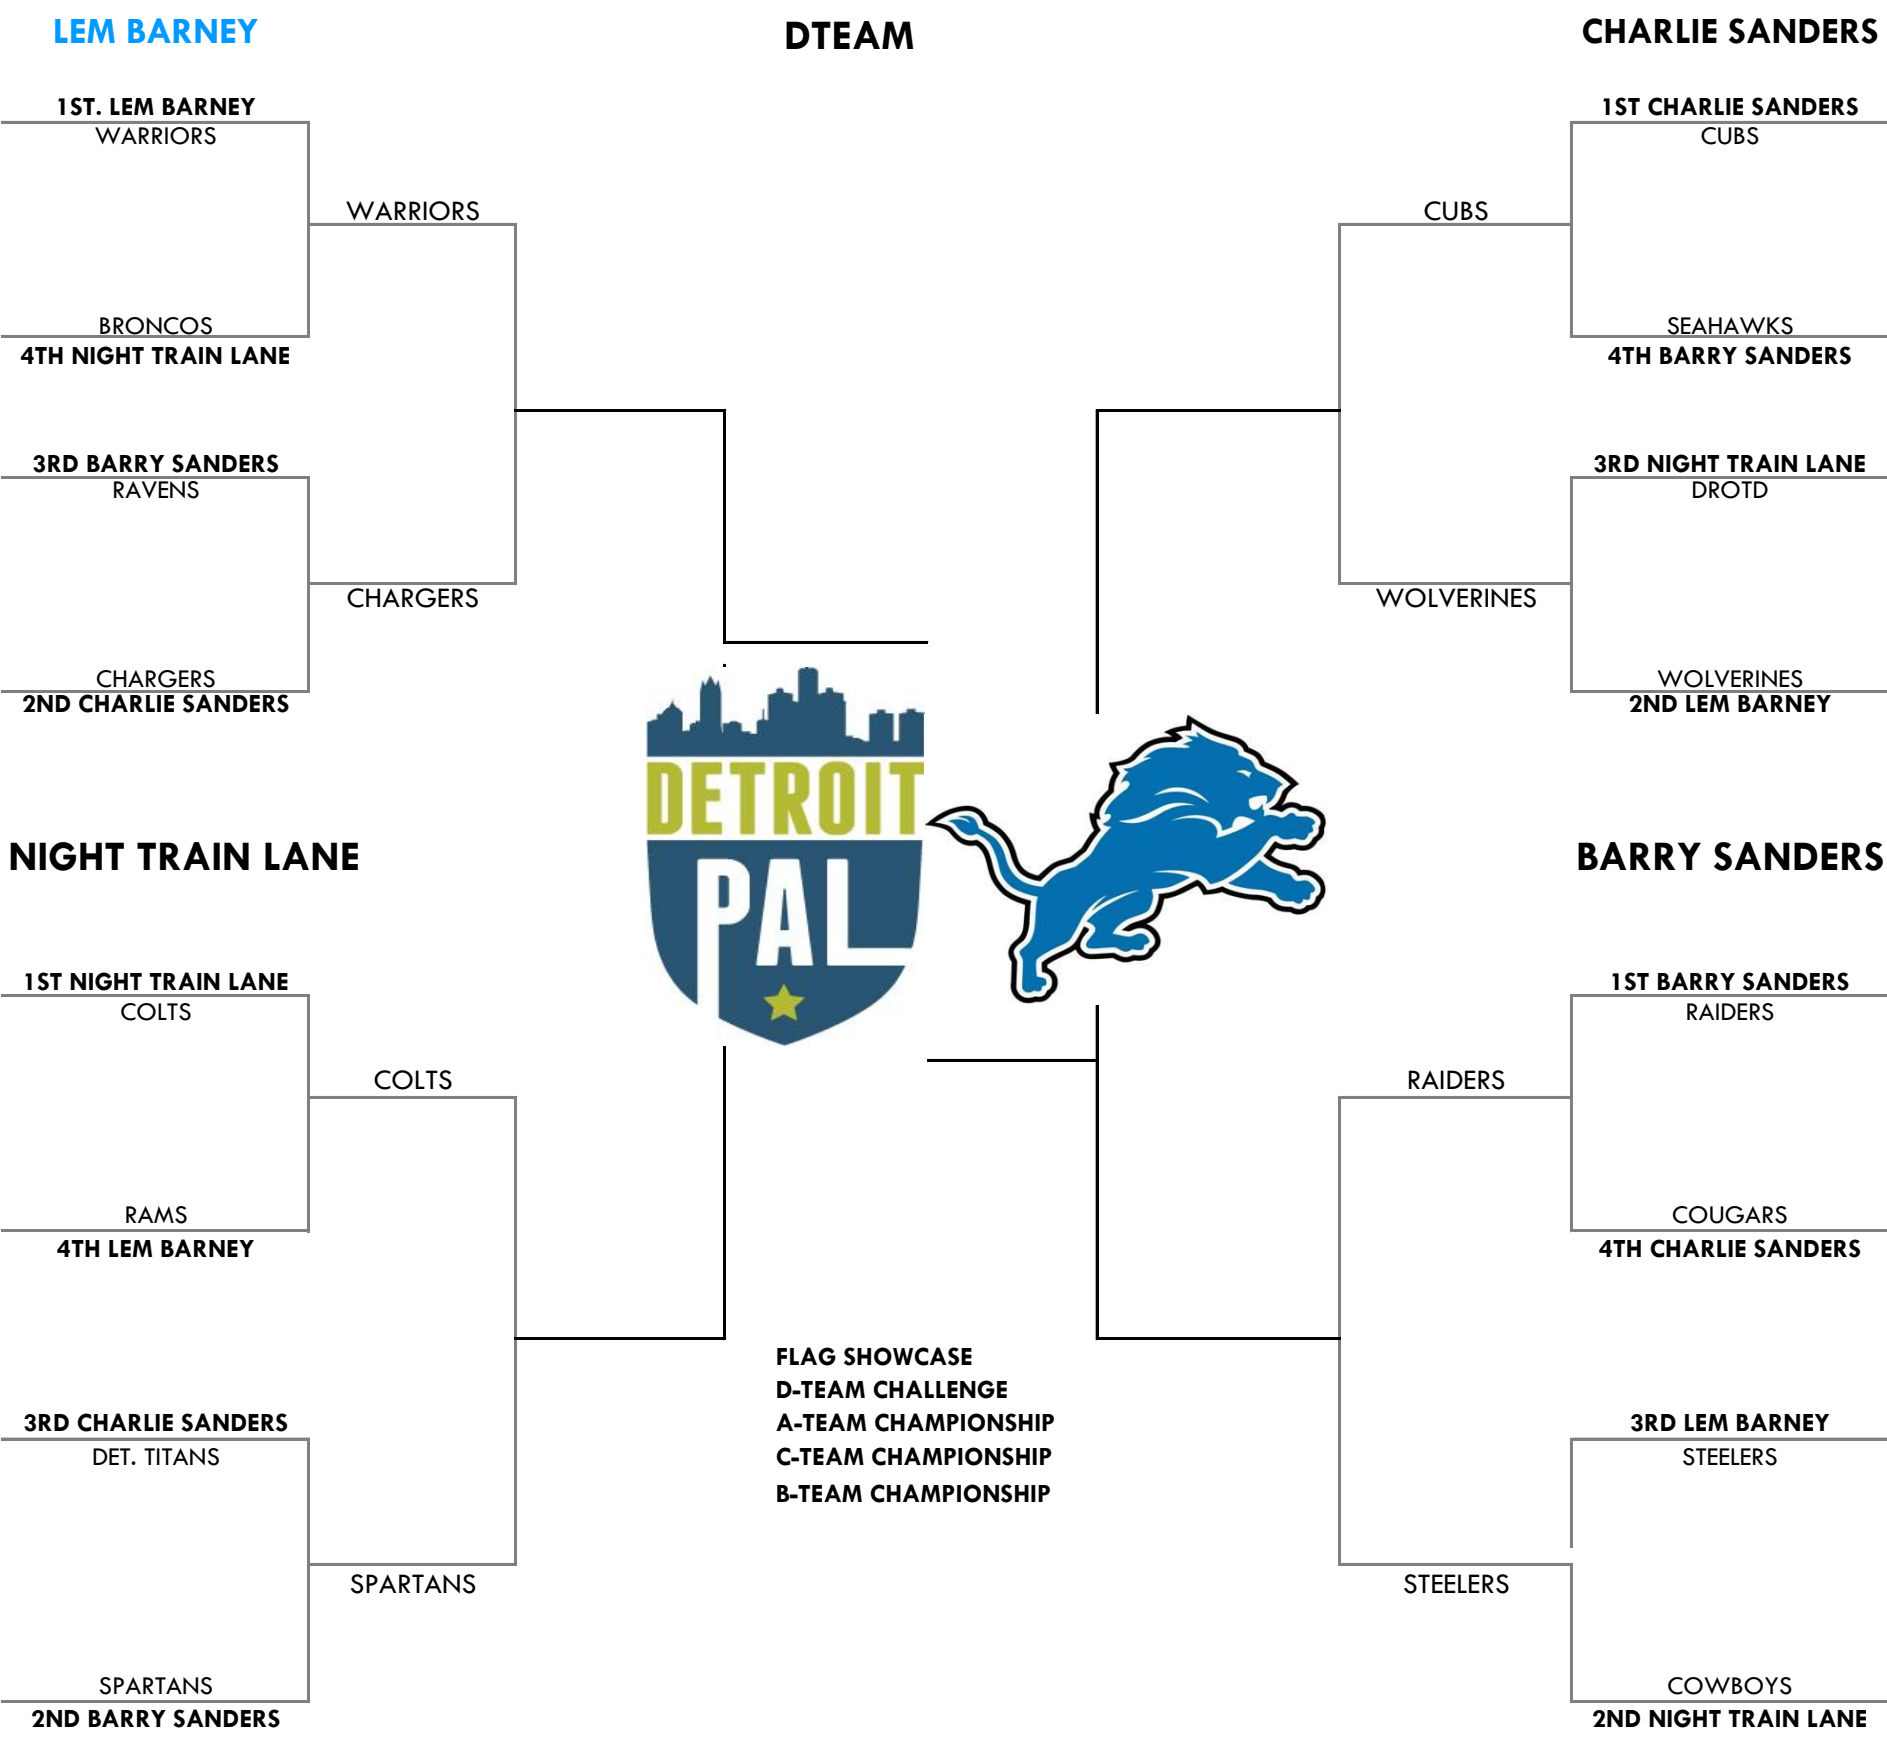 LEM BARNEY
DTEAM
CHARLIE SANDERS
1ST. LEM BARNEY
WARRIORS
WARRIORS
BRONCOS
4TH NIGHT TRAIN LANE
3RD BARRY SANDERS
RAVENS
CHARGERS
CHARGERS
2ND CHARLIE SANDERS
1ST CHARLIE SANDERS
CUBS
CUBS
SEAHAWKS
4TH BARRY SANDERS
3RD NIGHT TRAIN LANE
DROTD
WOLVERINES
WOLVERINES
2ND LEM BARNEY
DETROIT
PAL
NIGHT TRAIN LANE
BARRY SANDERS
1ST NIGHT TRAIN LANE
COLTS
COLTS
RAMS
4TH LEM BARNEY
3RD CHARLIE SANDERS
DET. TITANS
SPARTANS
SPARTANS
2ND BARRY SANDERS
FLAG SHOWCASE
D-TEAM CHALLENGE
A-TEAM CHAMPIONSHIP
C-TEAM CHAMPIONSHIP
B-TEAM CHAMPIONSHIP
1ST BARRY SANDERS
RAIDERS
RAIDERS
COUGARS
4TH CHARLIE SANDERS
3RD LEM BARNEY
STEELERS
STEELERS
COWBOYS
2ND NIGHT TRAIN LANE